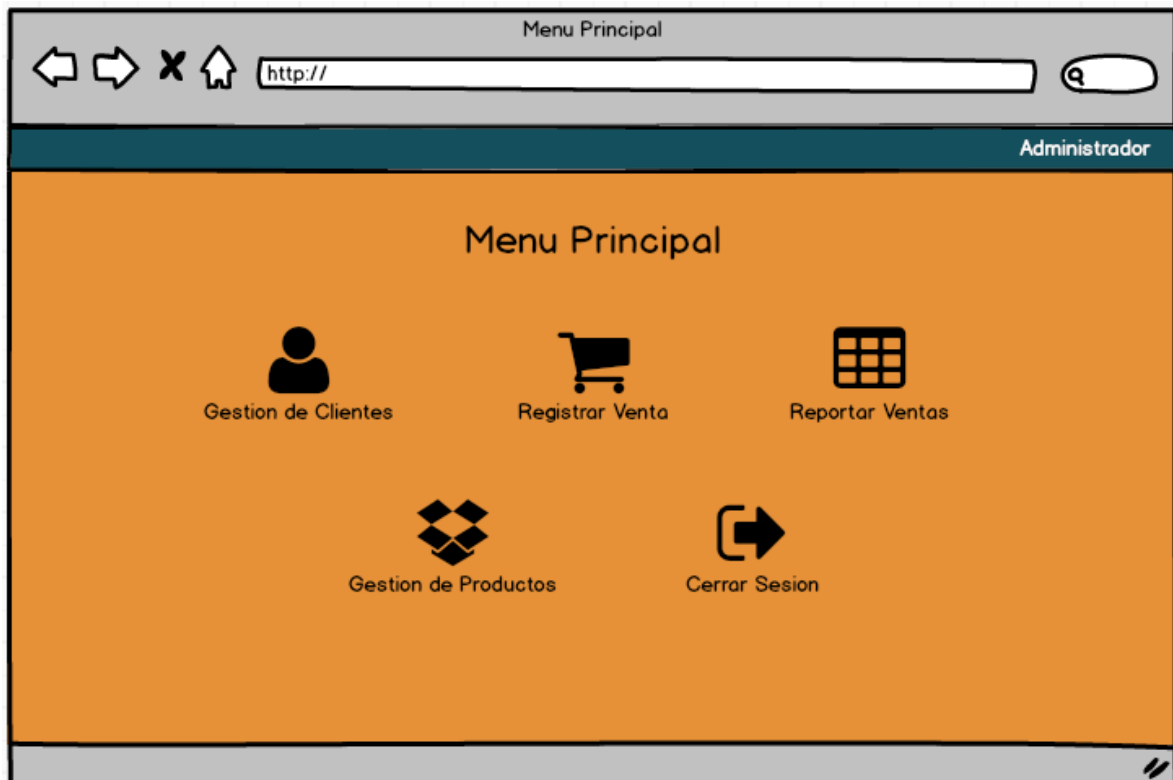 Menu Principal
http://
Administrador
Menu Principal
Gestion de Clientes
Registrar Venta
Reportar Ventas
Gestion de Productos
Cerrar Sesion